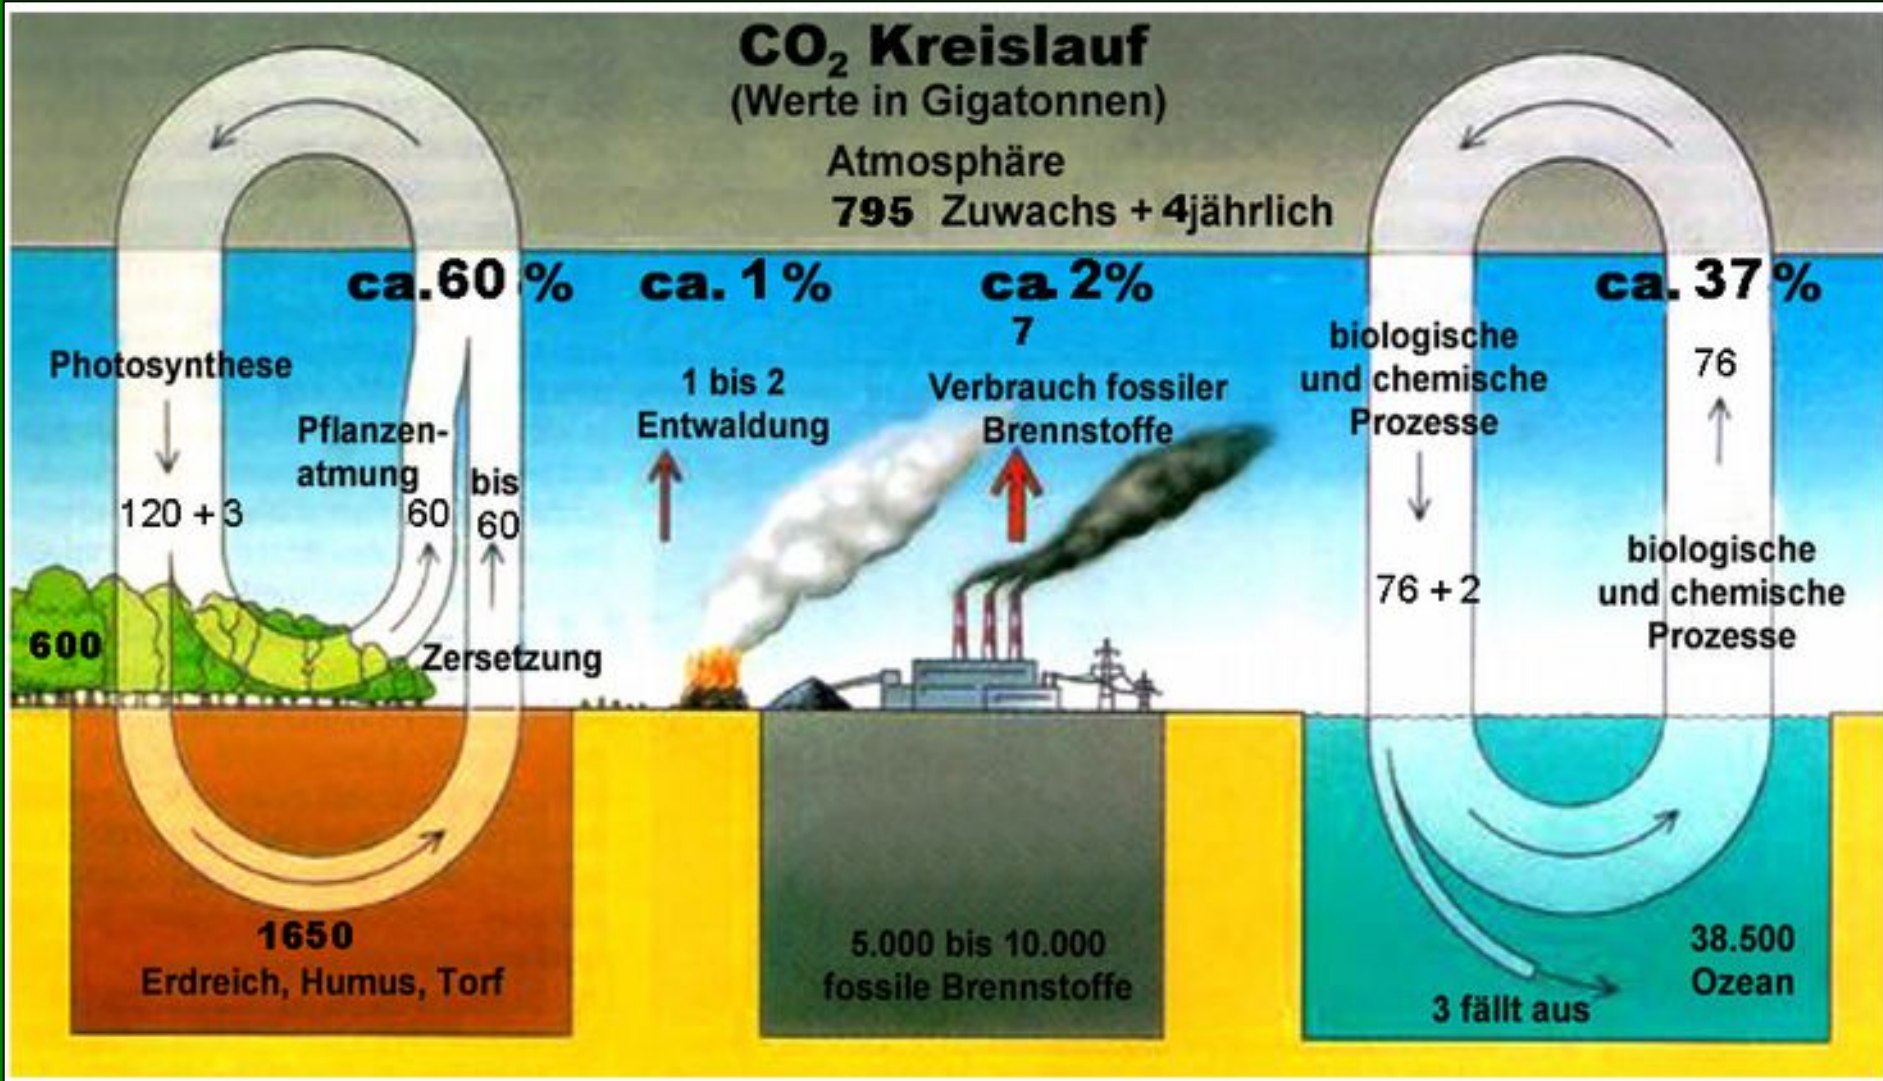 CO₂ Kreislauf
(Werte in Gigatonnen)
Atmosphäre
795 Zuwachs + 4jährlich
ca.60 %
ca. 1%
ca. 2%
ca. 37 %
Photosynthese
120 + 3
Pflanzen-
atmung
60
bis
60
Zersetzung
600
1650
Erdreich, Humus, Torf
1 bis 2
Entwaldung
7
Verbrauch fossiler
Brennstoffe
5.000 bis 10.000
fossile Brennstoffe
biologische
und chemische
Prozesse
76 + 2
76
biologische
und chemische
Prozesse
38.500
Ozean
3 fällt aus